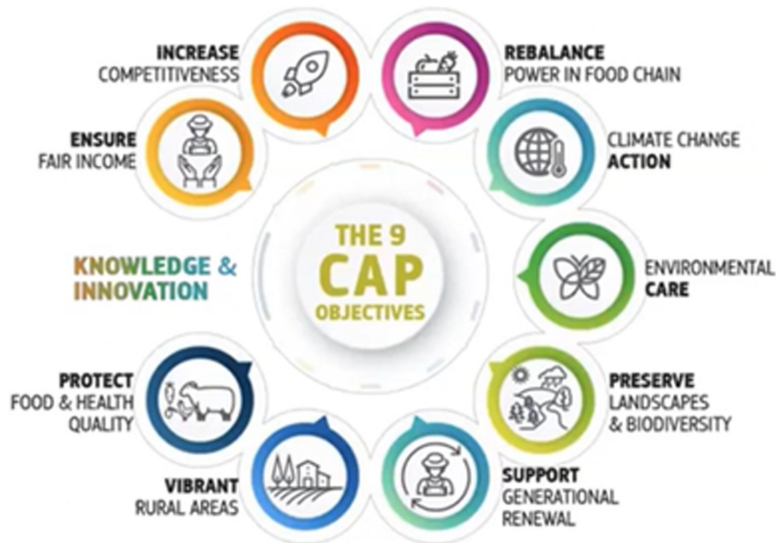 INCREASE
COMPETITIVENESS
REBALANCE
POWER IN FOOD CHAIN
ENSURE
FAIR INCOME
CLIMATE CHANGE
ACTION
KNOWLEDGE &
INNOVATION
THE 9
CAP
OBJECTIVES
ENVIRONMENTAL
CARE
PROTECT
FOOD & HEALTH
QUALITY
PRESERVE
LANDSCAPES
& BIODIVERSITY
VIBRANT
RURAL AREAS
SUPPORT
GENERATIONAL
RENEWAL